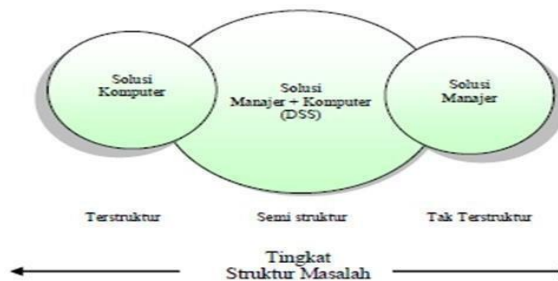 Solusi
Komputer
Solusi
Manajer + Komputer
(DSS)
Solusi
Manajer
Terstruktur
Semi struktur
Tak Terstruktur
Tingkat
Struktur Masalah